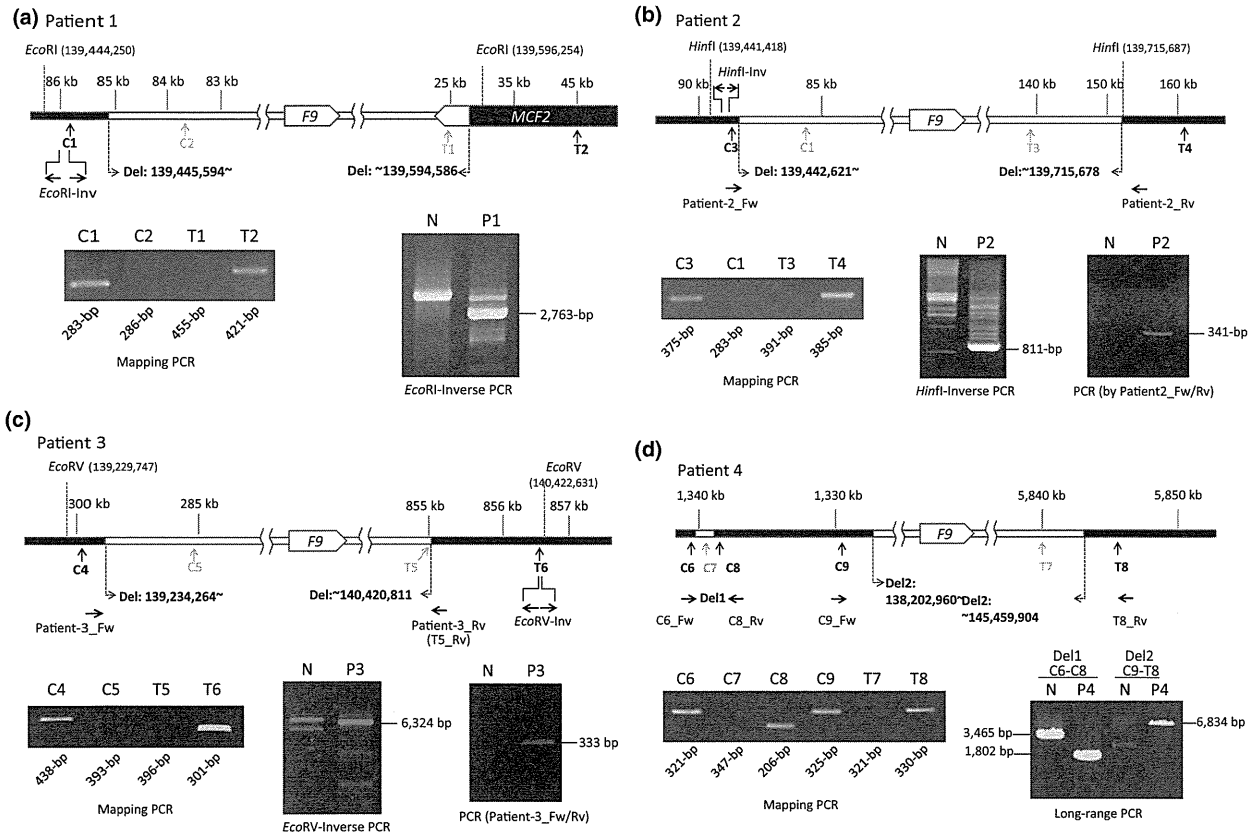 (a) Patient 1
EcoRI (139,444,250)
EcoRI (139,596,254)
86 kb 85 kb 84 kb 83 kb 25 kb 35 kb 45 kb
F9 MCF2
C1 C2 T1 T2
Del: 139,445,594~ Del: ~139,594,586
EcoRI-Inv
C1 C2 T1 T2
283-bp 286-bp 455-bp 421-bp
Mapping PCR
N P1
2,763-bp
EcoRI-Inverse PCR
(b) Patient 2
HinfI (139,441,418)
HinfI (139,715,687)
HinfI-Inv
90 kb 85 kb 140 kb 150 kb 160 kb
F9
C3 C1 T3 T4
Del: 139,442,621~ Del:~139,715,678
Patient-2_Fw Patient-2_Rv
C3 C1 T3 T4
375-bp 283-bp 391-bp 385-bp
Mapping PCR
N P2
811-bp
HinfI-Inverse PCR
N P2
341-bp
PCR (by Patient2_Fw/Rv)
(c)
Patient 3
EcoRV (139,229,747)
EcoRV
(140,422,631)
300 kb 285 kb 855 kb 856 kb 857 kb
F9
C4 C5 T5 T6
Del: 139,234,264~ Del:~140,420,811
Patient-3_Fw Patient-3_Rv
(T5_Rv)
EcoRV-Inv
C4 C5 T5 T6
438-bp 393-bp 396-bp 301-bp
Mapping PCR
N P3
6,324 bp
EcoRV-Inverse PCR
N P3
333 bp
PCR (Patient-3_Fw/Rv)
(d)
Patient 4
1,340 kb 1,330 kb 5,840 kb 5,850 kb
F9
C6 C7 C8 C9 T7 T8
Del2:
138,202,960~
Del2:
~145,459,904
Del1
C6_Fw C8_Rv C9_Fw T8_Rv
C6 C7 C8 C9 T7 T8
321-bp 347-bp 206-bp 325-bp 321-bp 330-bp
Mapping PCR
Del1 Del2
C6-C8 C9-T8
N P4 N P4
3,465 bp
1,802 bp
6,834 bp
Long-range PCR